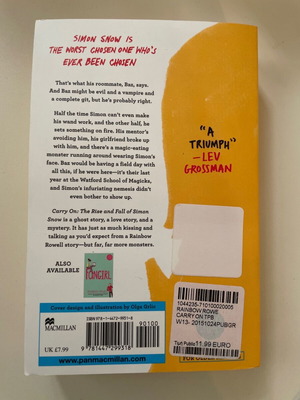 SIMON SNOW IS
THE WORST CHOSEN ONE WHO'S
EVER BEEN CHOSEN
That's what his roommate, Baz, says.
And Baz might be evil and a vampire and
a complete git, but he's probably right.
Half the time Simon can't even make
his wand work, and the other half, he
sets something on fire. His mentor's
avoiding him, his girlfriend broke up
with him, and there's a magic-eating
monster running around wearing Simon's
face. Baz would be having a field day with
all this, if he were here—it's their last year
at the Watford School of Magicks, and
Simon's infuriating nemesis didn't
even bother to show up.
Carry On: The Rise and Fall of Simon
Snow is a ghost story, a love story, and a
mystery. It has just as much kissing and
talking as you'd expect from a Rainbow
Rowell story—but far, far more monsters.
"A
TRIUMPH"
—LEV
GROSSMAN
ALSO
AVAILABLE
FANGIRL
Cover design and illustration by Olga Grlic
MACMILLAN
UK £7.99
90100
9 781447 299318
www.panmacmillan.com
RAINBOW ROWE
CARRY ON TPB
W13- 20151024PUBGR
11.99 EURO